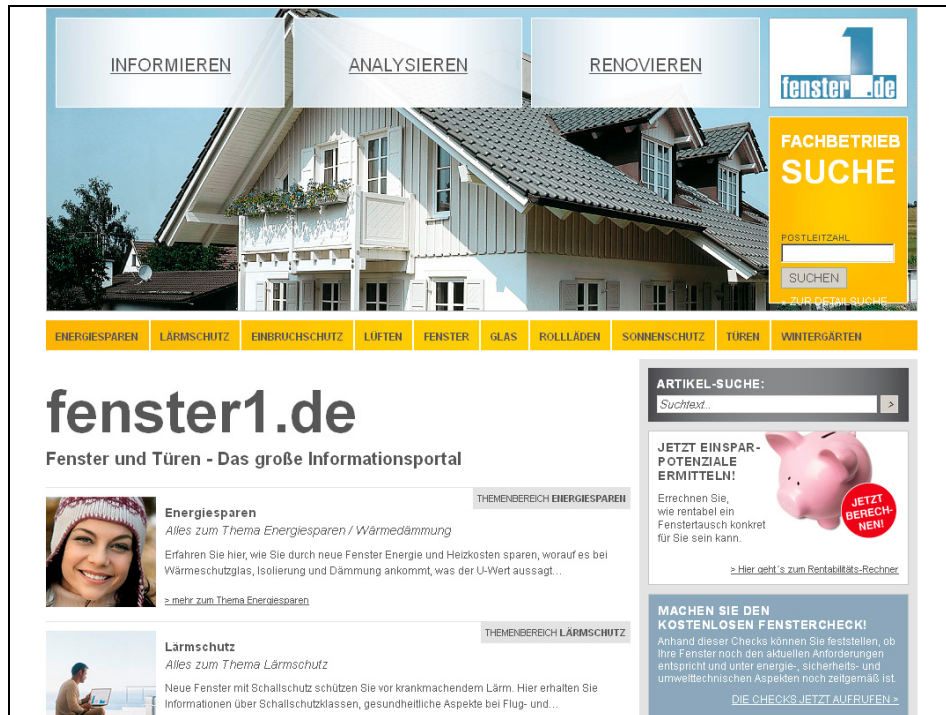 INFORMIEREN
ANALYSIEREN
RENOVIEREN
1
fenster .de
FACHBETRIEB
SUCHE
POSTLEITZAHL
SUCHEN
» ZUR DETAILSUCHE
ENERGIESPAREN
LÄRMSCHUTZ
EINBRUCHSCHUTZ
LÜFTEN
FENSTER
GLAS
ROLLLÄDEN
SONNENSCHUTZ
TÜREN
WINTERGÄRTEN
fenster1.de
Fenster und Türen - Das große Informationsportal
THEMENBEREICH ENERGIESPAREN
Energiesparen
Alles zum Thema Energiesparen / Wärmedämmung
Erfahren Sie hier, wie Sie durch neue Fenster Energie und Heizkosten sparen, worauf es bei
Wärmeschutzglas, Isolierung und Dämmung ankommt, was der U-Wert aussagt...
> mehr zum Thema Energiesparen
THEMENBEREICH LÄRMSCHUTZ
Lärmschutz
Alles zum Thema Lärmschutz
Neue Fenster mit Schallschutz schützen Sie vor krankmachendem Lärm. Hier erhalten Sie
Informationen über Schallschutzklassen, gesundheitliche Aspekte bei Flug- und...
ARTIKEL-SUCHE:
Suchtext..
>
JETZT EINSPAR-
POTENZIALE
ERMITTELN!
Errechnen Sie,
wie rentabel ein
Fenstertausch konkret
für Sie sein kann.
JETZT
BERECH-
NEN!
> Hier geht´s zum Rentabilitäts-Rechner
MACHEN SIE DEN
KOSTENLOSEN FENSTERCHECK!
Anhand dieser Checks können Sie feststellen, ob
Ihre Fenster noch den aktuellen Anforderungen
entspricht und unter energie-, sicherheits- und
umwelttechnischen Aspekten noch zeitgemäß ist.
DIE CHECKS JETZT AUFRUFEN >